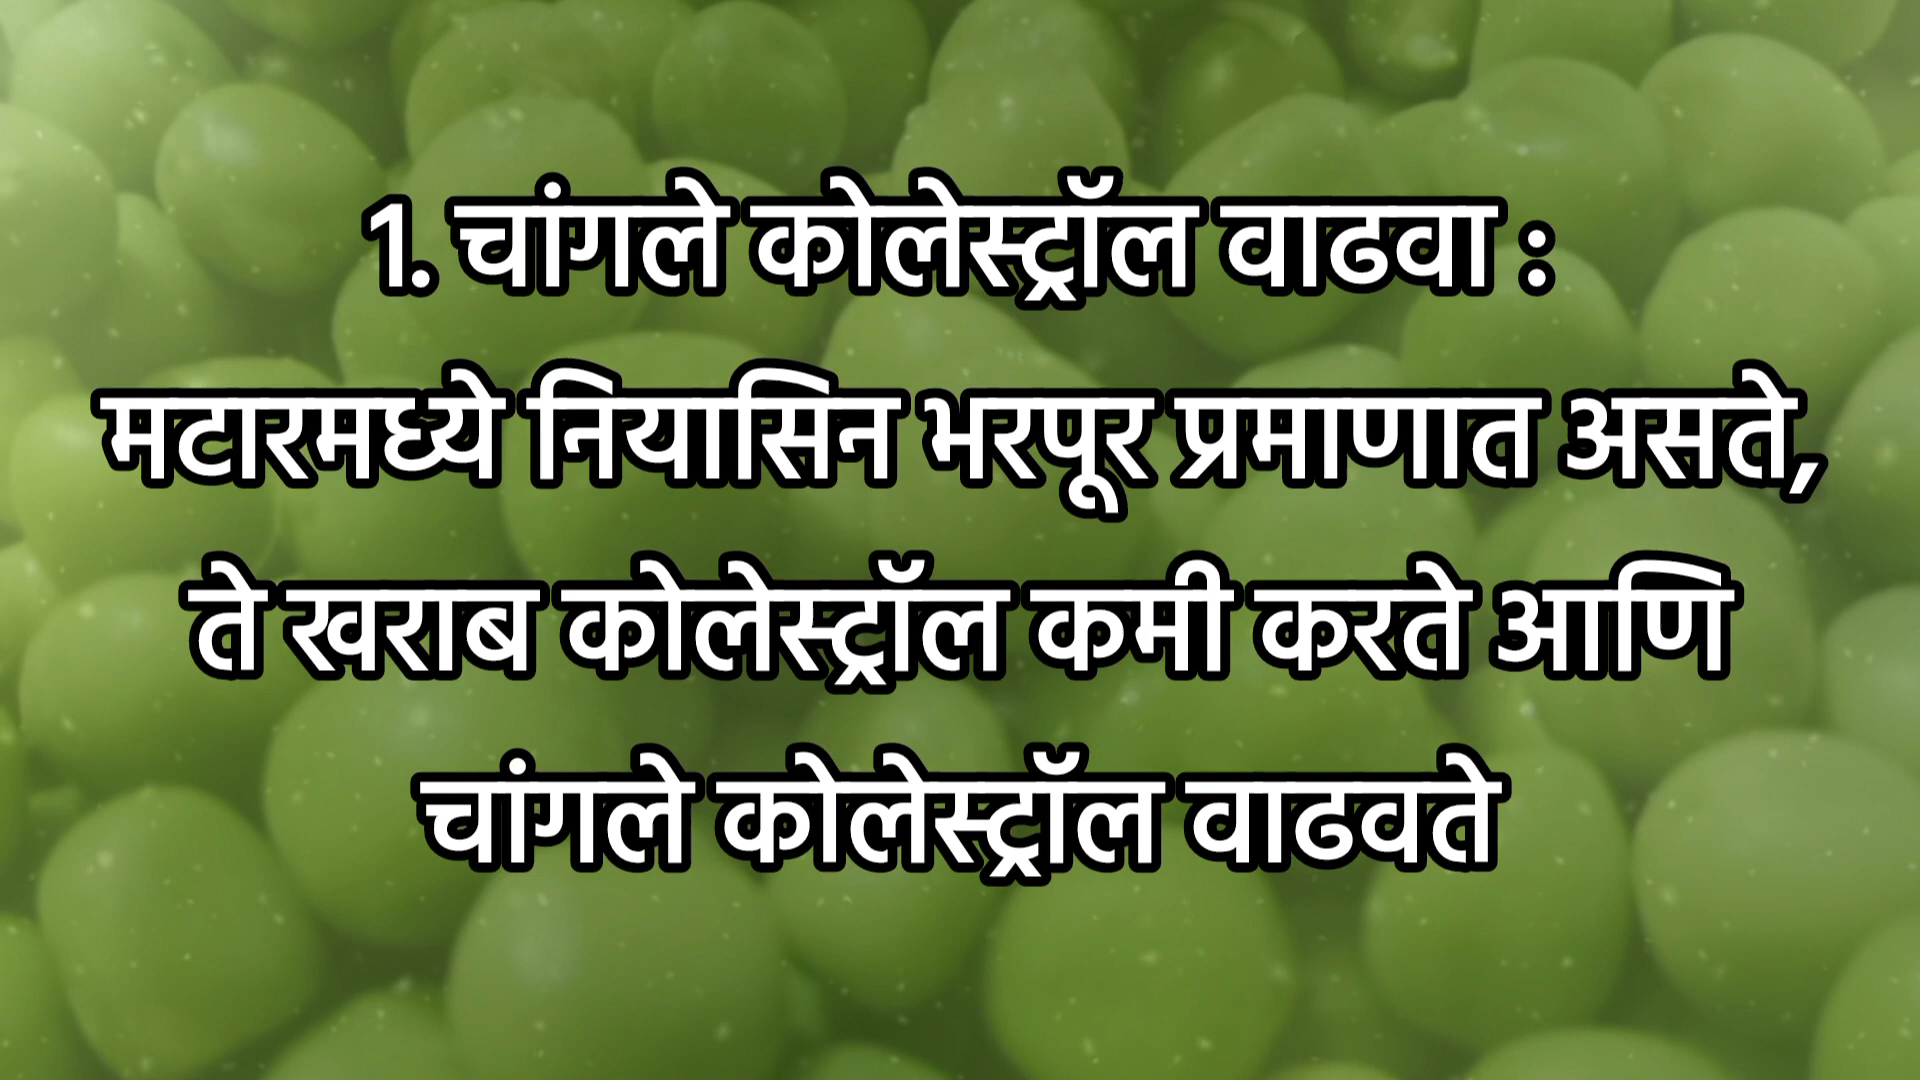 1. चांगले कोलेस्ट्रॉल वाढवा :
मटारमध्ये नियासिन भरपूर प्रमाणात असते,
ते खराब कोलेस्ट्रॉल कमी करते आणि
चांगले कोलेस्ट्रॉल वाढवते